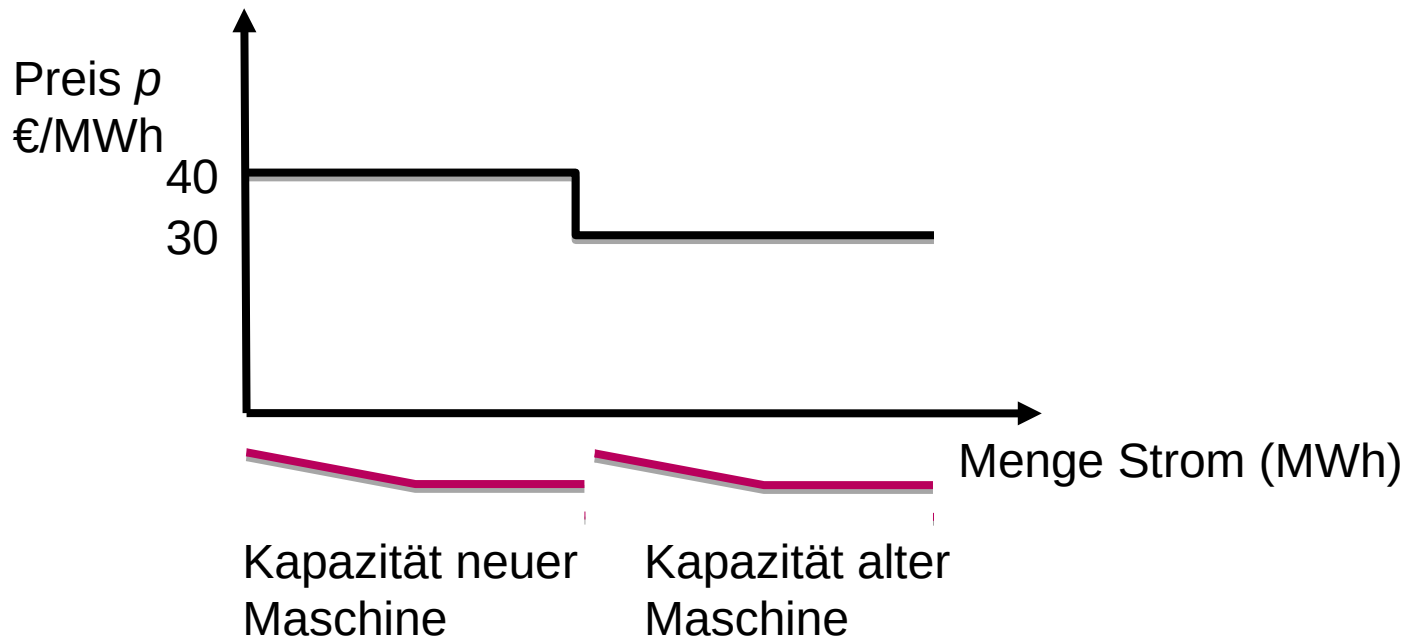 Preis p
€/MWh
40
30
Menge Strom (MWh)
Kapazität neuer
Maschine
Kapazität alter
Maschine